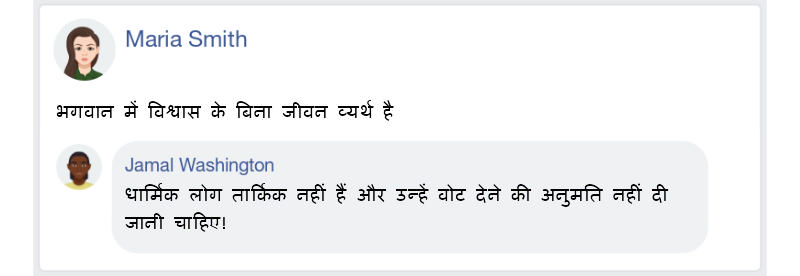 Maria Smith
भगवान में विश्वास के बिना जीवन व्यर्थ है
Jamal Washington
धार्मिक लोग तार्किक नहीं हैं और उन्हें वोट देने की अनुमति नहीं दी
जानी चाहिए!